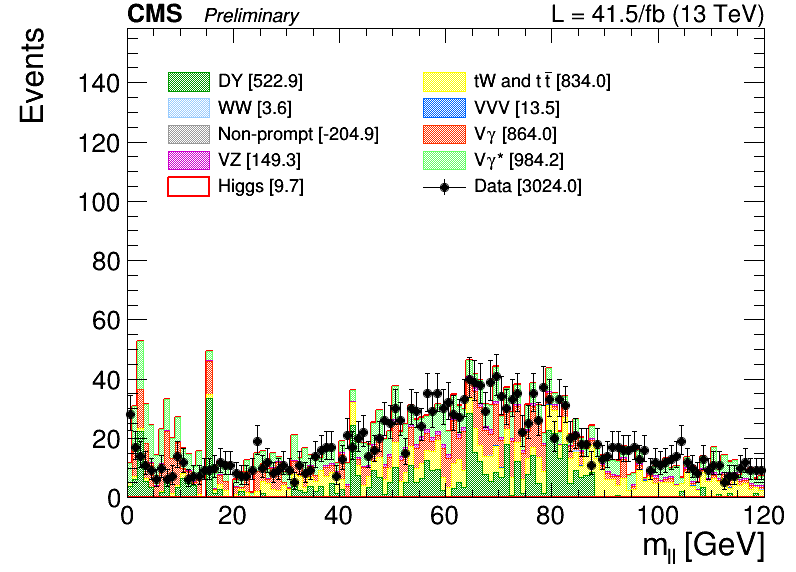 CMS Preliminary L = 41.5/fb (13 TeV)
Events
140
120
100
80
60
40
20
0
DY [522.9]
WW [3.6]
Non-prompt [-204.9]
VZ [149.3]
Higgs [9.7]
tW and tt̅ [834.0]
VVV [13.5]
Vγ [864.0]
Vγ* [984.2]
Data [3024.0]
0 20 40 60 80 100 120
m_ll [GeV]